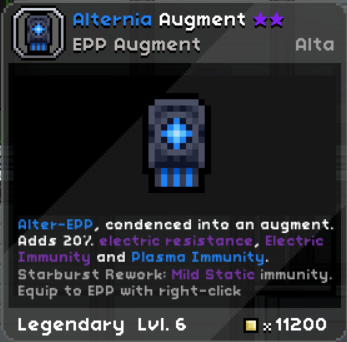 Alternia Augment ★★
EPP Augment Alta
Alter-EPP, condenced into an augment.
Adds 20% electric resistance, Electric
Immunity and Plasma Immunity.
Starburst Rework: Mild Static immunity.
Equip to EPP with right-click
Legendary Lvl. 6 x 11200